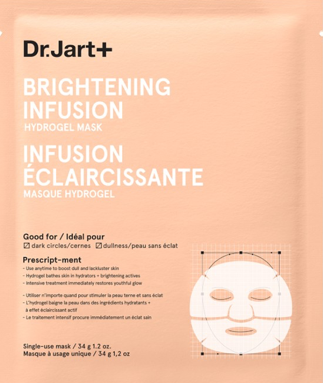 Dr.Jart+
BRIGHTENING
INFUSION
HYDROGEL MASK
INFUSION
ÉCLAIRCISSANTE
MASQUE HYDROGEL
Good for / Idéal pour
dark circles/cernes dullness/peau sans éclat
Prescript-ment
- Use anytime to boost dull and lackluster skin
- Hydrogel bathes skin in hydrators + brightening actives
- Intensive treatment immediately restores youthful glow
- Utiliser n'importe quand pour stimuler la peau terne et sans éclat
- L'hydrogel baigne la peau dans des ingrédients hydratants +
à effet éclaircissant actif
- Le traitement intensif procure immédiatement un éclat sain
Single-use mask / 34 g 1.2 oz.
Masque à usage unique / 34 g 1,2 oz